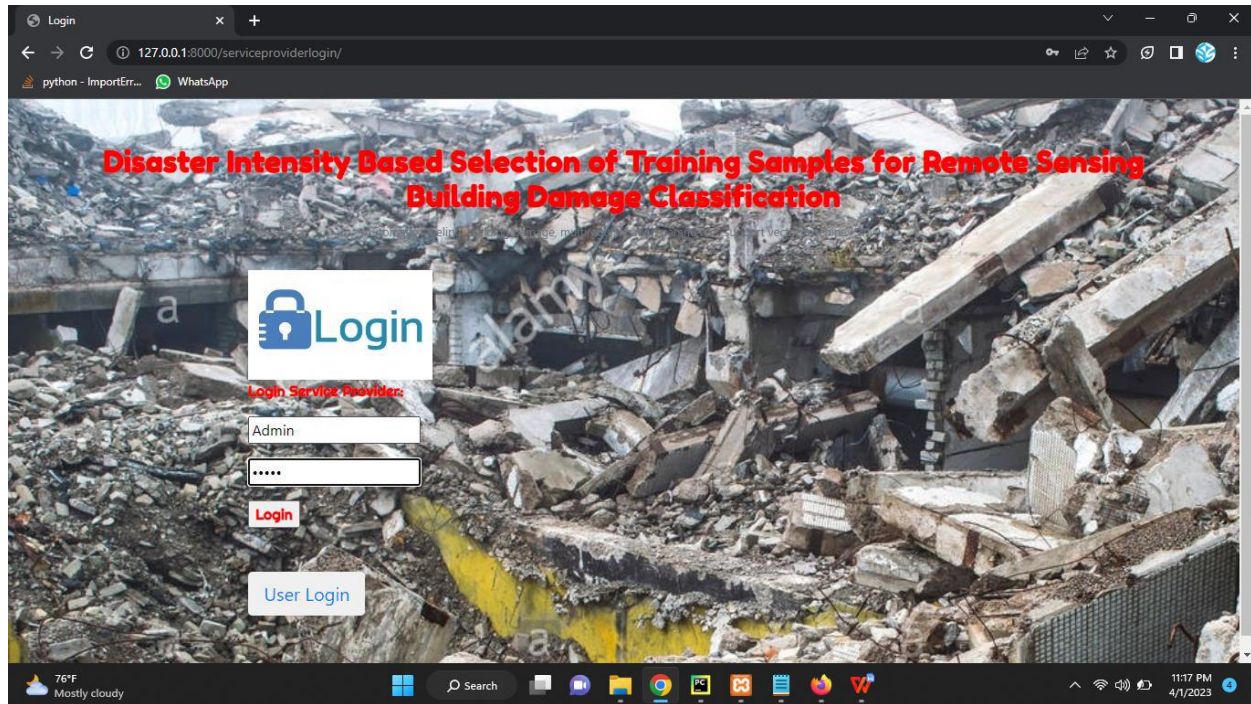 Login
127.0.0.1:8000/serviceproviderlogin/
python - ImportErr...
WhatsApp
Disaster Intensity Based Selection of Training Samples for Remote Sensing
Building Damage Classification
a
alamy
a
Login
Login Service Provider:
Admin
•••••
Login
User Login
a
a
76°F
Mostly cloudy
Search
11:17 PM
4/1/2023
4